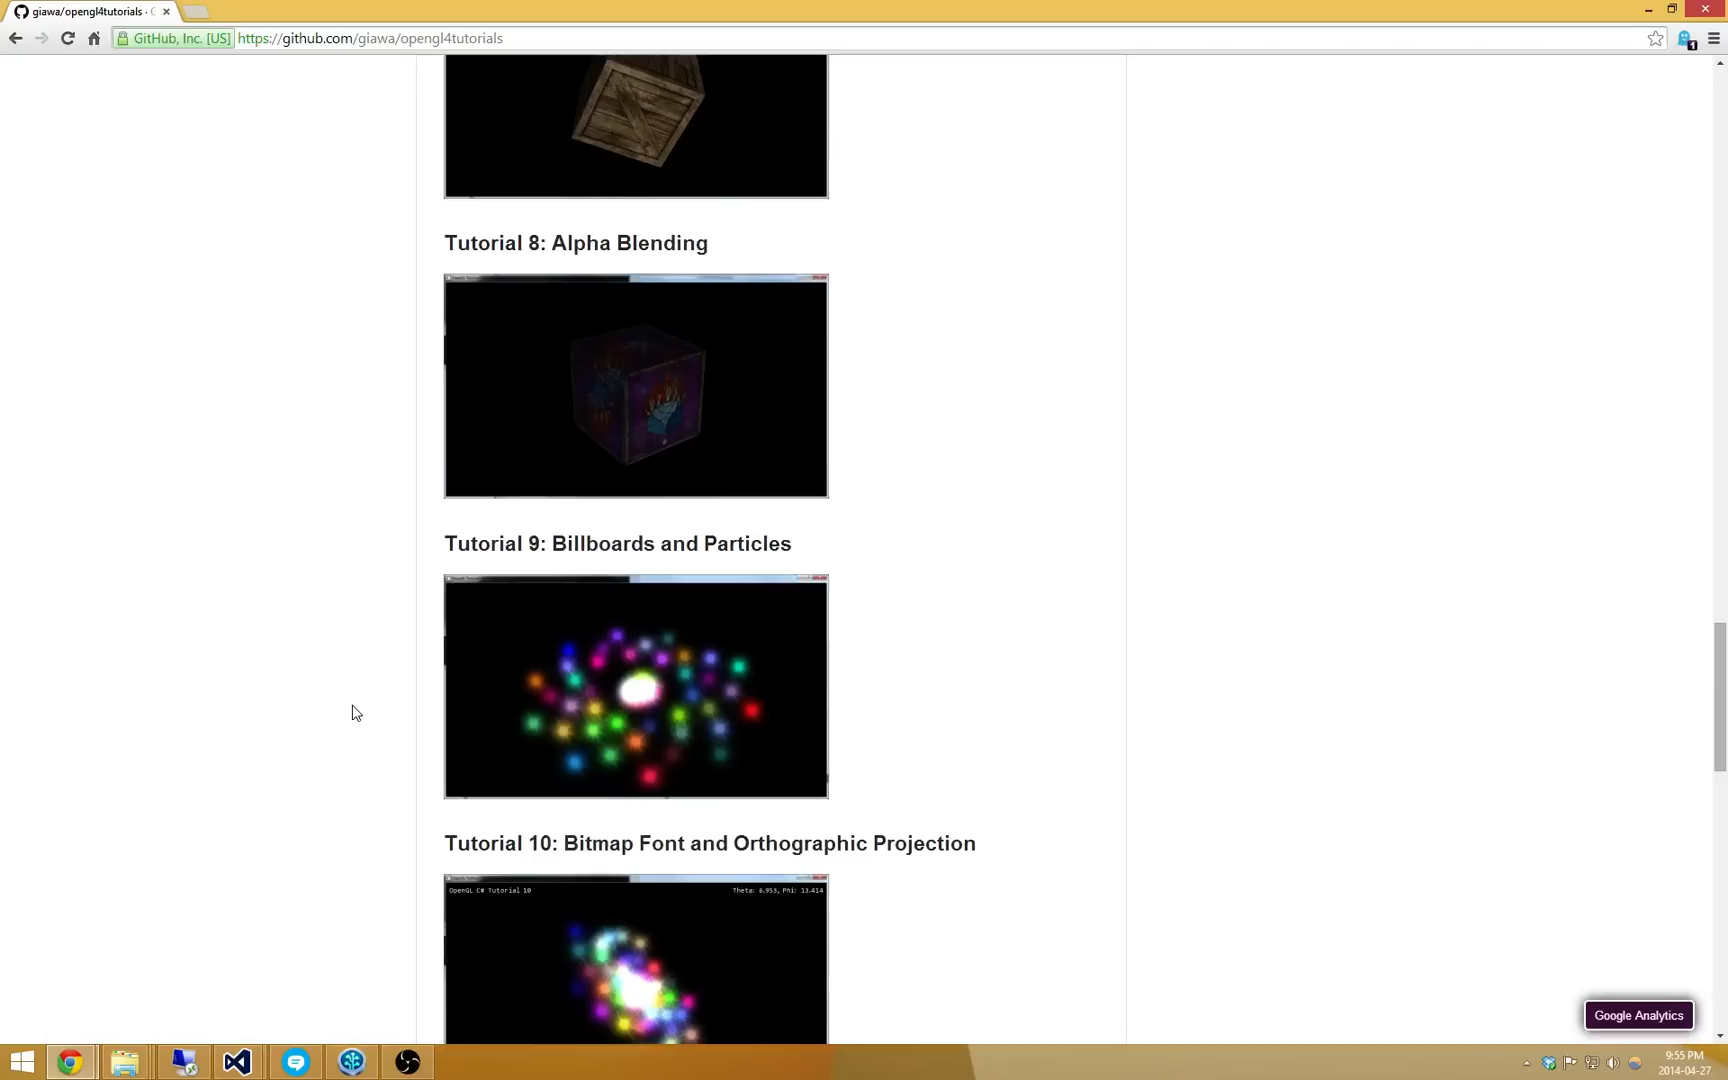 giawa/opengl4tutorials ·
GitHub, Inc. [US] https://github.com/giawa/opengl4tutorials
1
Tutorial 8: Alpha Blending
Tutorial 9: Billboards and Particles
Tutorial 10: Bitmap Font and Orthographic Projection
OpenGL C# Tutorial 10
Theta: 6.953, Phi: 13.414
Google Analytics
9:55 PM
2014-04-27